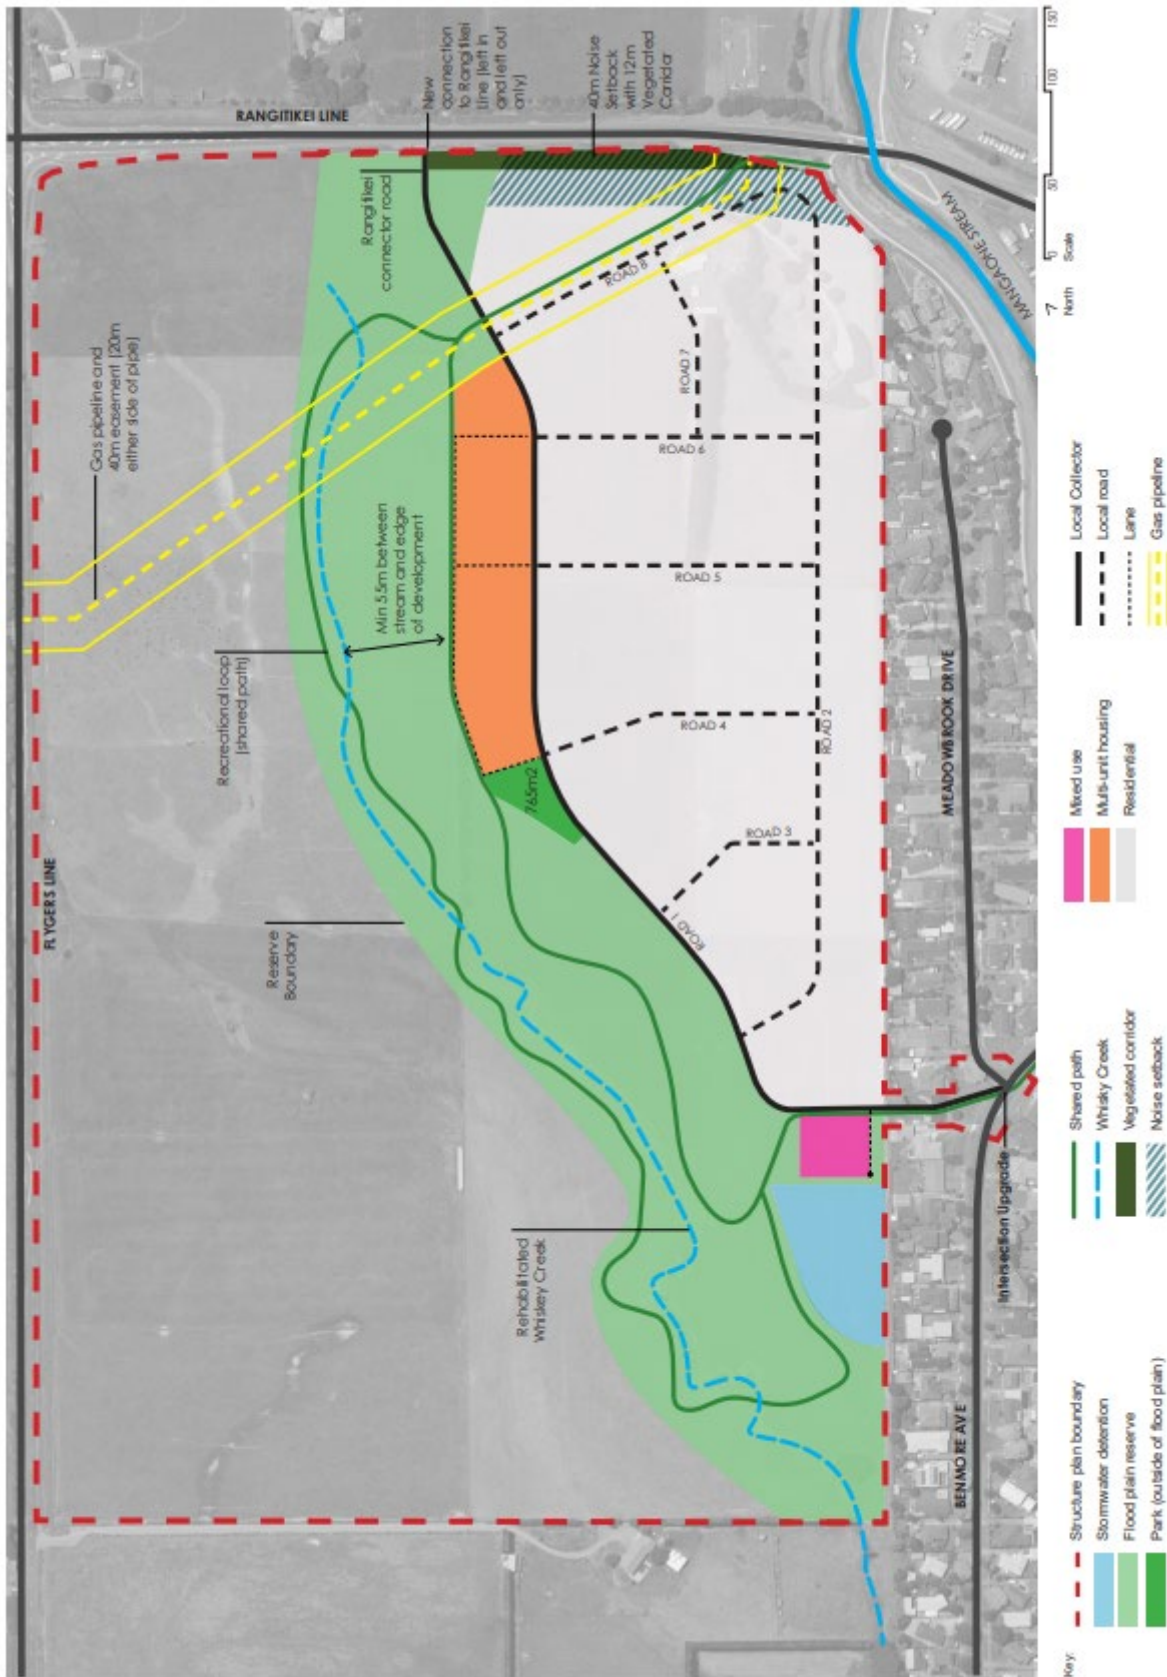 RANGITIKEI LINE
New
connection
to Rangitikei
Line (left in
and left out
only)
40m Noise
Setback
with 12m
Vegetated
Corridor
Rangitikei
connector road
Gas pipeline and
40m easement (20m
either side of pipe)
Recreational loop
(shared path)
Min 55m between
stream and edge
of development
Reserve
Boundary
FLYGERS LINE
Rehabilitated
Whiskey Creek
765m2
ROAD 1
ROAD 2
ROAD 3
ROAD 4
ROAD 5
ROAD 6
ROAD 7
ROAD 8
MEADOWBROOK DRIVE
BENMORE AVE
Intersection Upgrade
MANGAONE STREAM
North
Scale
0
50
100
150
Key:
Structure plan boundary
Stormwater detention
Flood plain reserve
Park (outside of flood plain)
Shared path
Whisky Creek
Vegetated corridor
Noise setback
Mixed use
Multi-unit housing
Residential
Local Collector
Local road
Lane
Gas pipeline